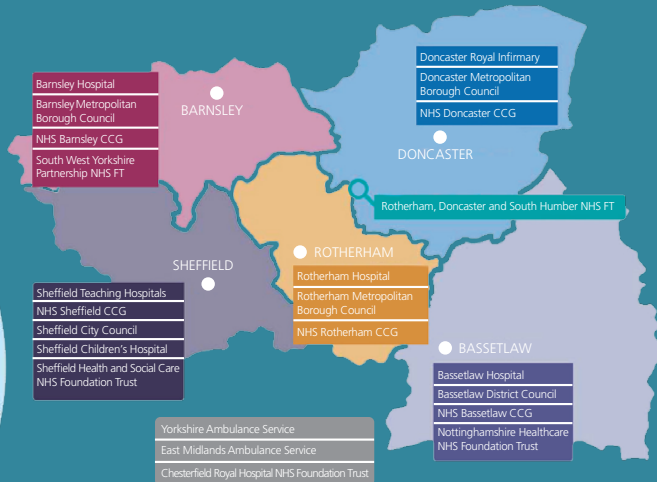 Barnsley Hospital
Barnsley Metropolitan
Borough Council
NHS Barnsley CCG
South West Yorkshire
Partnership NHS FT
BARNSLEY
Doncaster Royal Infirmary
Doncaster Metropolitan
Borough Council
NHS Doncaster CCG
DONCASTER
Rotherham, Doncaster and South Humber NHS FT
SHEFFIELD
Sheffield Teaching Hospitals
NHS Sheffield CCG
Sheffield City Council
Sheffield Children's Hospital
Sheffield Health and Social Care
NHS Foundation Trust
ROTHERHAM
Rotherham Hospital
Rotherham Metropolitan
Borough Council
NHS Rotherham CCG
BASSETLAW
Bassetlaw Hospital
Bassetlaw District Council
NHS Bassetlaw CCG
Nottinghamshire Healthcare
NHS Foundation Trust
Yorkshire Ambulance Service
East Midlands Ambulance Service
Chesterfield Royal Hospital NHS Foundation Trust